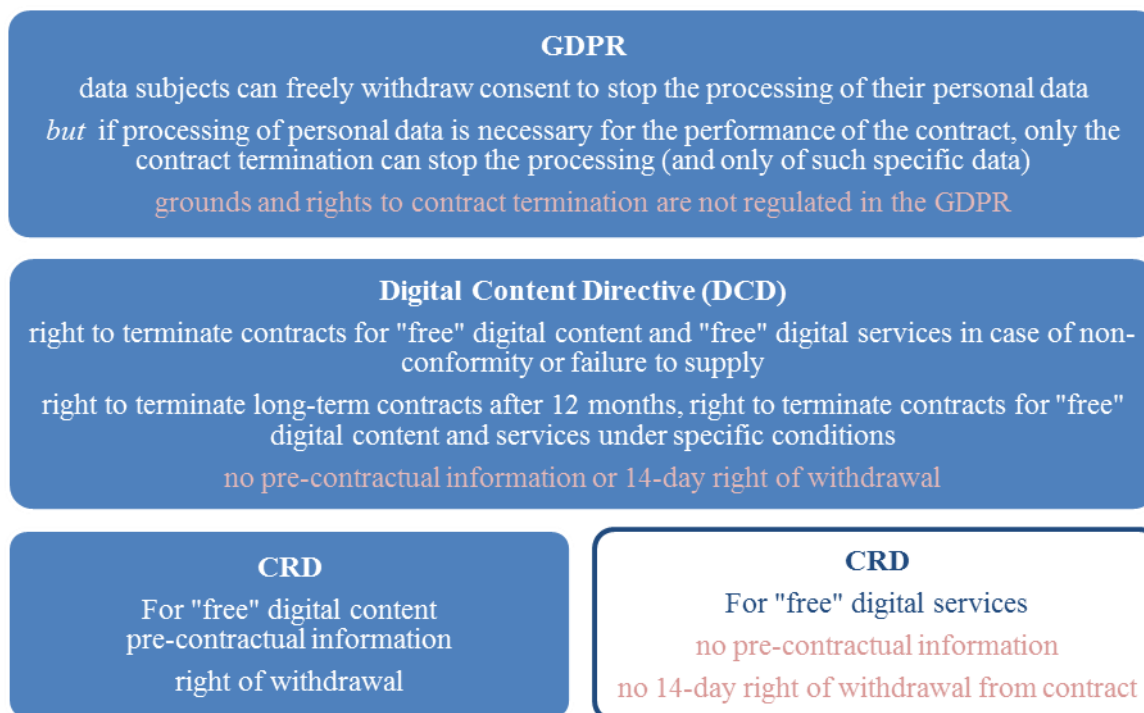 GDPR
data subjects can freely withdraw consent to stop the processing of their personal data
but if processing of personal data is necessary for the performance of the contract, only the
contract termination can stop the processing (and only of such specific data)
grounds and rights to contract termination are not regulated in the GDPR
Digital Content Directive (DCD)
right to terminate contracts for "free" digital content and "free" digital services in case of non-
conformity or failure to supply
right to terminate long-term contracts after 12 months, right to terminate contracts for "free"
digital content and services under specific conditions
no pre-contractual information or 14-day right of withdrawal
CRD
For "free" digital content
pre-contractual information
right of withdrawal
CRD
For "free" digital services
no pre-contractual information
no 14-day right of withdrawal from contract